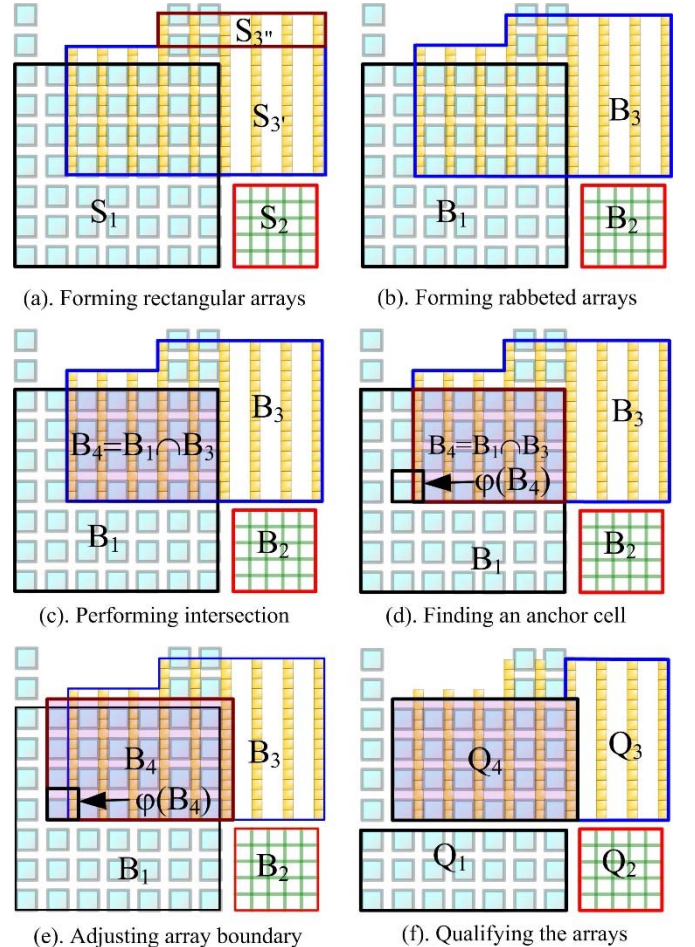 S3"
S3'
S1
S2
(a). Forming rectangular arrays
B3
B1
B2
(b). Forming rabbeted arrays
B3
B4=B1∩B3
B1
B2
(c). Performing intersection
B3
B4=B1∩B3
φ(B4)
B1
B2
(d). Finding an anchor cell
B4
B3
φ(B4)
B1
B2
(e). Adjusting array boundary
Q4
Q3
Q1
Q2
(f). Qualifying the arrays